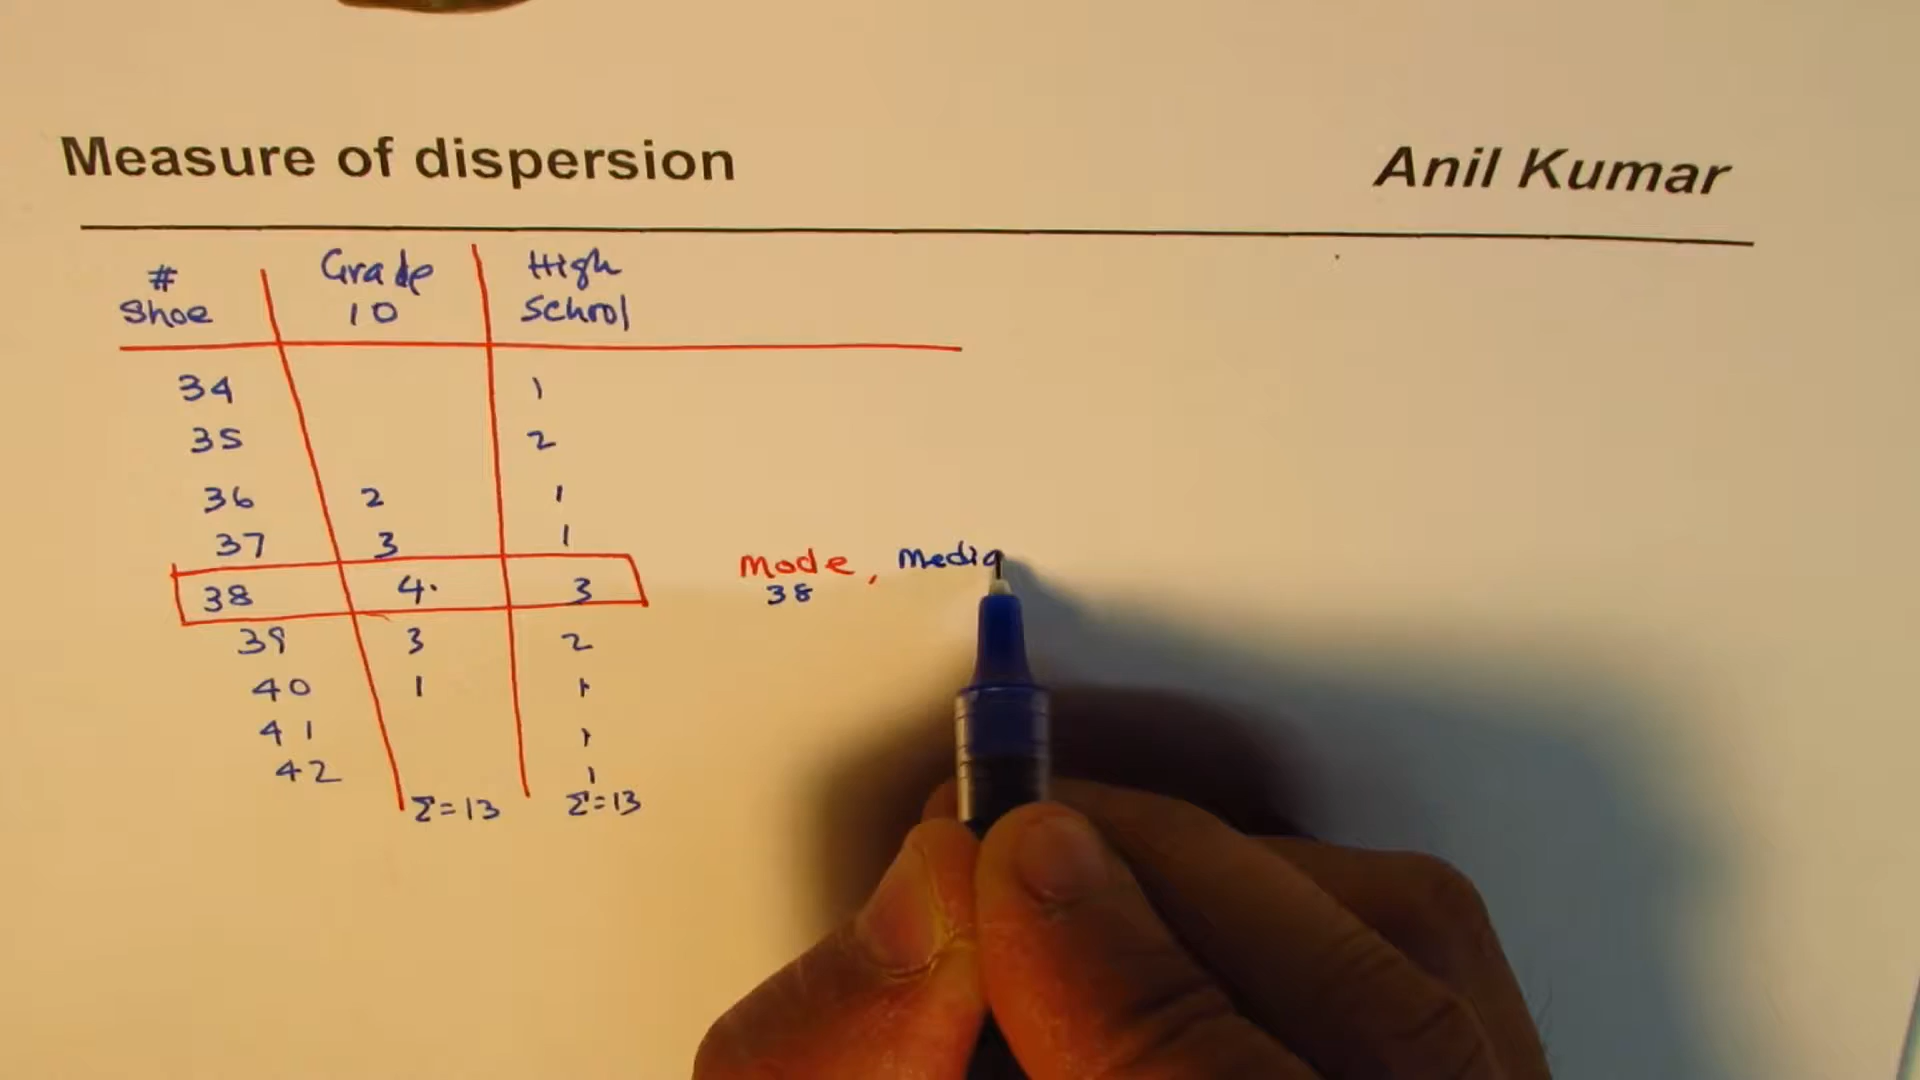 Measure of dispersion Anil Kumar
# Shoe Grade 10 High School
34 1
35 2
36 2 1
37 3 1
38 4. 3 Mode, Media
38
39 3 2
40 1 1
41 1
42 1
Σ=13 Σ=13